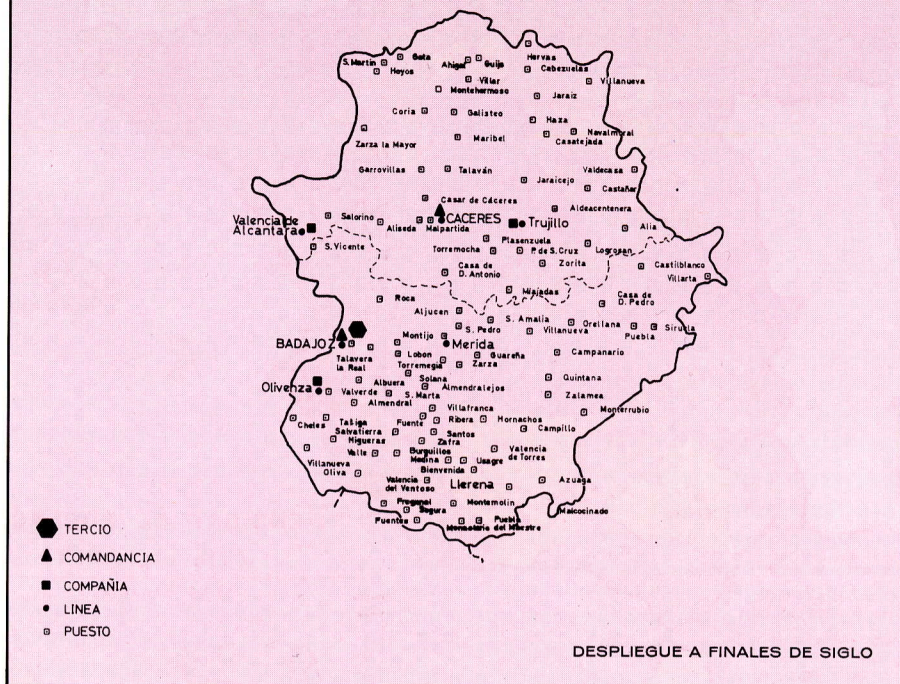 Hervas
Gata
S. Martin
Hoyos
Ahigal
Guijo
Cabezuelas
Villar
Villanueva
Montehermoso
Jaraiz
Coria
Galisteo
Haza
Zarza la Mayor
Maribel
Navalmoral
Casatejada
Garrovillas
Talaván
Valdecasa
Jaraicejo
Castañar
Casar de Cáceres
Aldeacentenera
Valencia de
Alcantara
Salorino
Aliseda
Malpartida
CACERES
Trujillo
Alia
S. Vicente
Plasenzuela
Torremocha
P. de S. Cruz
Logrosan
Casa de
D. Antonio
Zorita
Castilblanco
Villarta
Miajadas
Roca
Casa de
D. Pedro
Aljucen
S. Amalia
Orellana
Siruela
S. Pedro
Villanueva
Puebla
BADAJOZ
Montijo
Merida
Talavera
la Real
Lobon
Guareña
Campanario
Torremegia
Zarza
Olivenza
Albuera
Solana
Quintana
Valverde
Almendralejos
S. Marta
Zalamea
Almendral
Villafranca
Monterrubio
Cheles
Taliga
Fuente
Ribera
Hornachos
Campillo
Salvatierra
Santos
Higueras
Zafra
Valle
Burguillos
Valencia
de Torres
Villanueva
Medina
Usagre
Oliva
Bienvenida
Valencia
del Ventoso
Llerena
Azuaga
Fregenal
Montemolin
Segura
Malcocinado
Fuentes
Puebla
Monasterio
del Maestre
TERCIO
COMANDANCIA
COMPAÑIA
LINEA
PUESTO
DESPLIEGUE A FINALES DE SIGLO